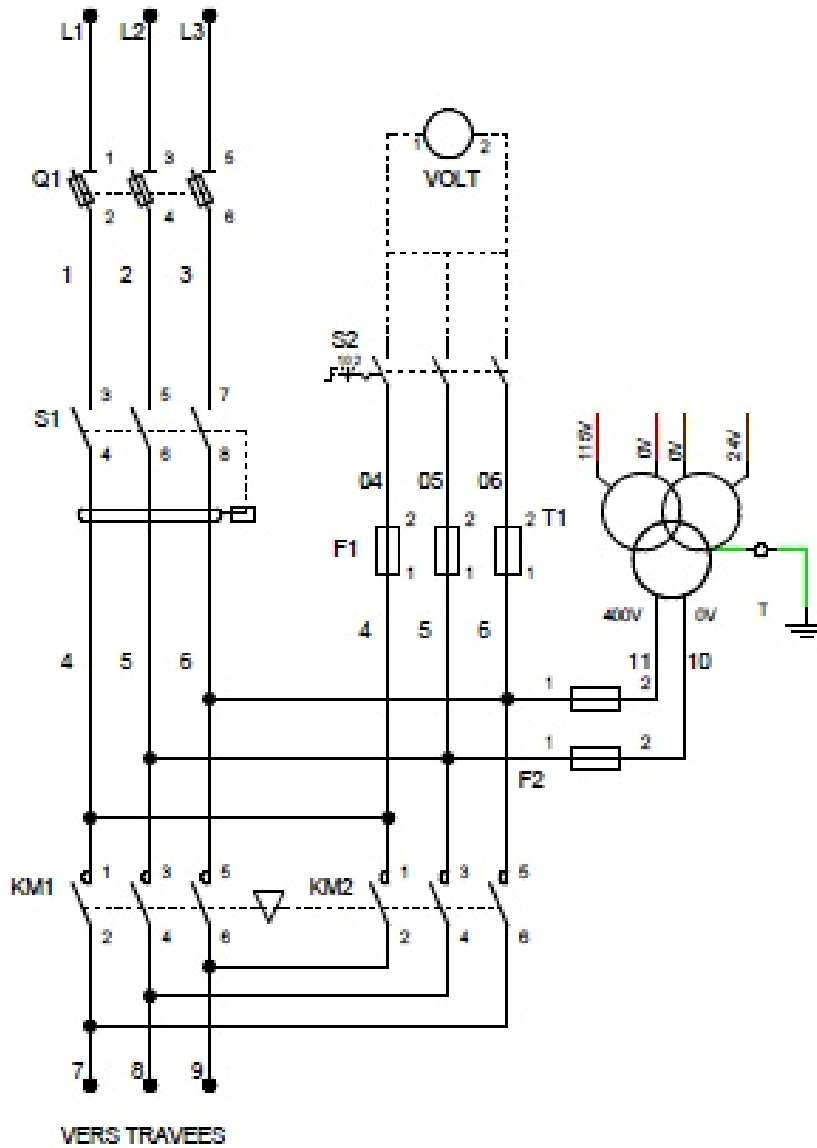 L1 L2 L3
1 2
VOLT
Q1 1 3 5
2 4 6
1 2 3
S2
S1 3 5 7
4 6 8
115V 0V 0V 24V
04 05 06
F1 2 2 2 T1
1 1 1
400V 0V T
4 5 6
4 5 6
11 10
1 2
1 2
F2
KM1 1 3 5 KM2 1 3 5
2 4 6 2 4 6
7 8 9
VERS TRAVEES